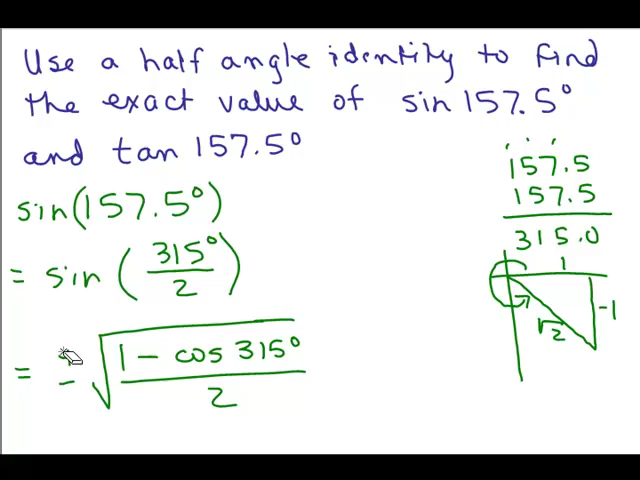 Use a half angle identity to find
the exact value of sin 157.5°
and tan 157.5°
sin(157.5°)
= sin (315°/2)
= ± √((1 - cos 315°)/2)
157.5
157.5
315.0
1
-1
√2